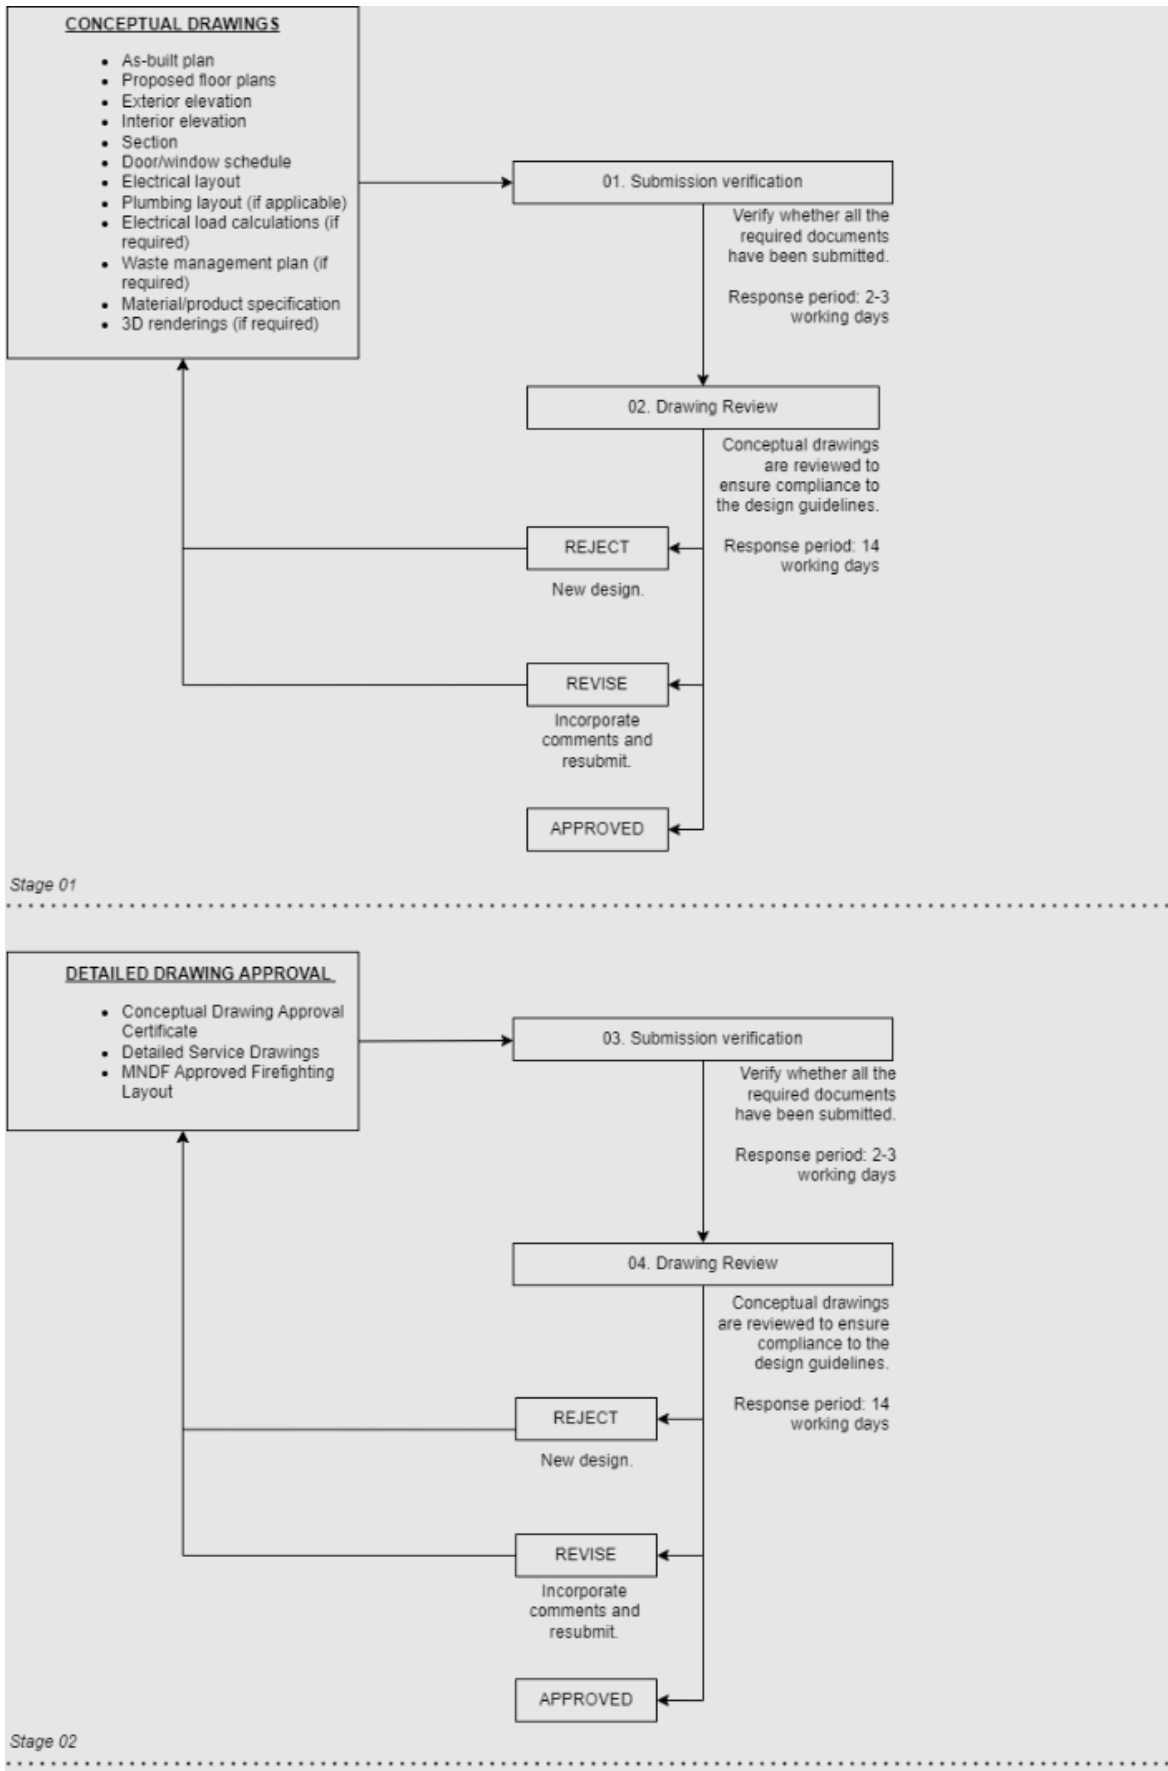 CONCEPTUAL DRAWINGS
• As-built plan
• Proposed floor plans
• Exterior elevation
• Interior elevation
• Section
• Door/window schedule
• Electrical layout
• Plumbing layout (if applicable)
• Electrical load calculations (if
required)
• Waste management plan (if
required)
• Material/product specification
• 3D renderings (if required)
01. Submission verification
Verify whether all the
required documents
have been submitted.
Response period: 2-3
working days
02. Drawing Review
Conceptual drawings
are reviewed to
ensure compliance to
the design guidelines.
Response period: 14
working days
REJECT
New design.
REVISE
Incorporate
comments and
resubmit.
APPROVED
Stage 01
DETAILED DRAWING APPROVAL
• Conceptual Drawing Approval
Certificate
• Detailed Service Drawings
• MNDF Approved Firefighting
Layout
03. Submission verification
Verify whether all the
required documents
have been submitted.
Response period: 2-3
working days
04. Drawing Review
Conceptual drawings
are reviewed to ensure
compliance to the
design guidelines.
Response period: 14
working days
REJECT
New design.
REVISE
Incorporate
comments and
resubmit.
APPROVED
Stage 02